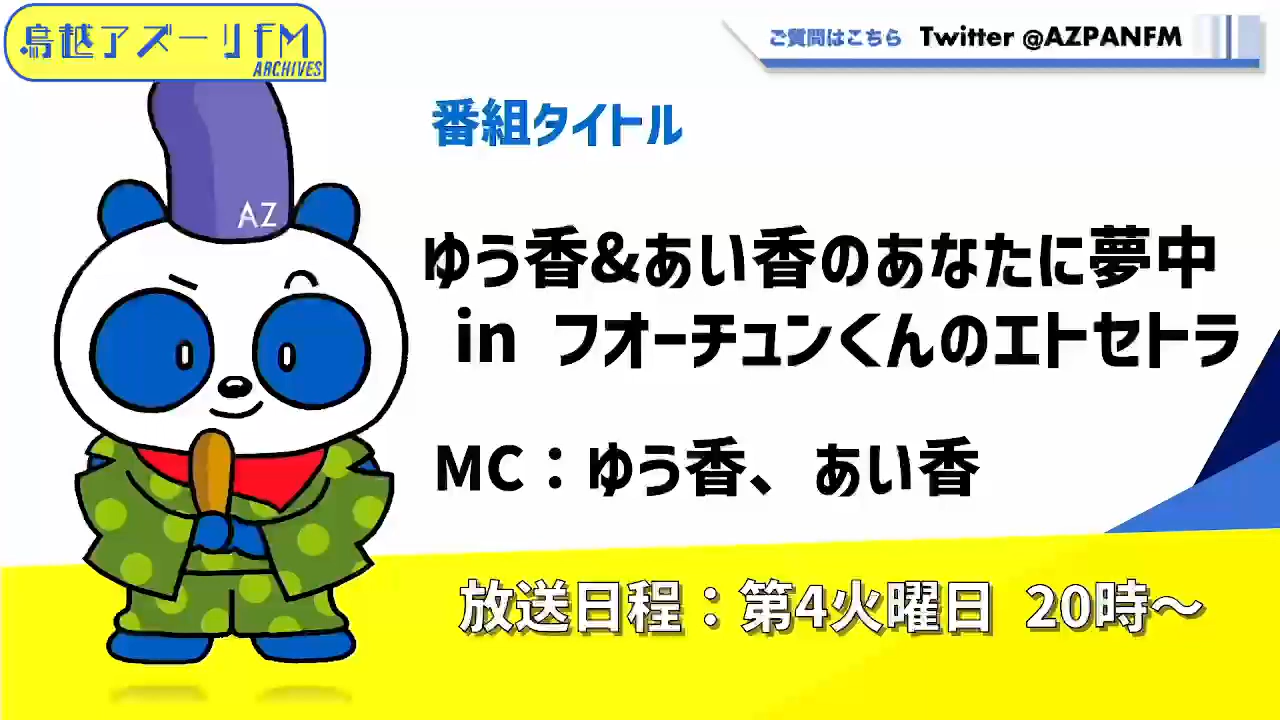 鳥越アズーリFM
ARCHIVES
ご質問はこちら Twitter @AZPANFM
番組タイトル
AZ
ゆう香&あい香のあなたに夢中
in フォーチュンくんのエトセトラ
MC：ゆう香、あい香
放送日程：第4火曜日 20時～